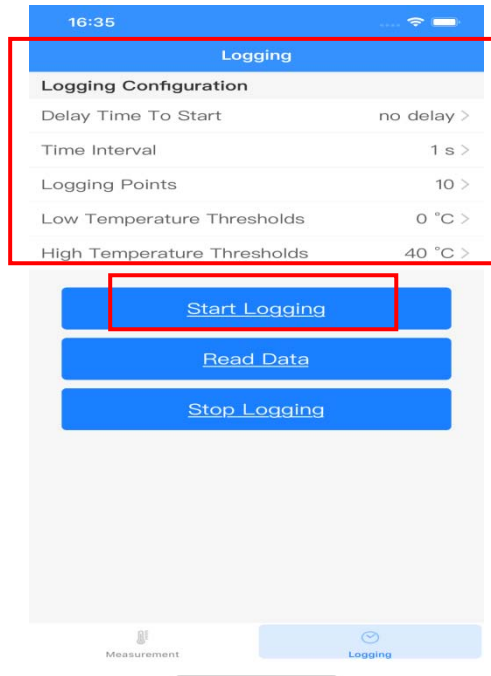 16:35
Logging
Logging Configuration
Delay Time To Start no delay >
Time Interval 1 s >
Logging Points 10 >
Low Temperature Thresholds 0 °C >
High Temperature Thresholds 40 °C >
Start Logging
Read Data
Stop Logging
Measurement Logging